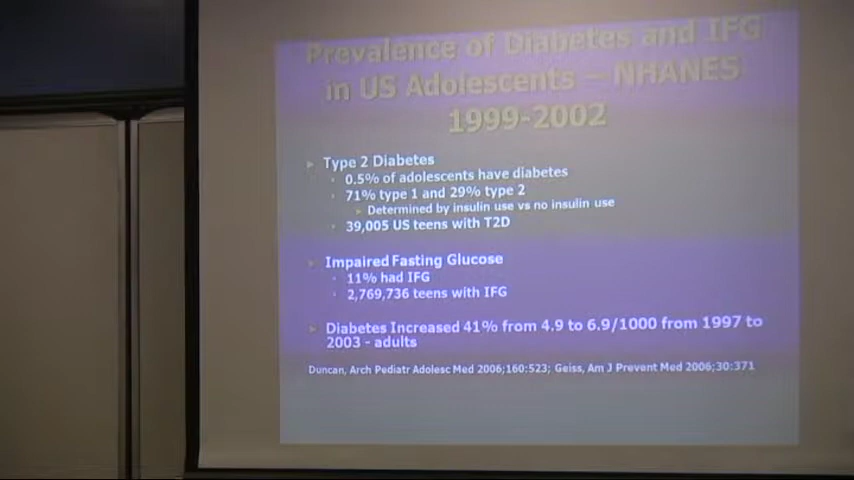 Prevalence of Diabetes and IFG
in US Adolescents – NHANES
1999-2002
Type 2 Diabetes
0.5% of adolescents have diabetes
71% type 1 and 29% type 2
Determined by insulin use vs no insulin use
39,005 US teens with T2D
Impaired Fasting Glucose
11% had IFG
2,769,736 teens with IFG
Diabetes Increased 41% from 4.9 to 6.9/1000 from 1997 to
2003 - adults
Duncan, Arch Pediatr Adolesc Med 2006;160:523; Geiss, Am J Prevent Med 2006;30:371